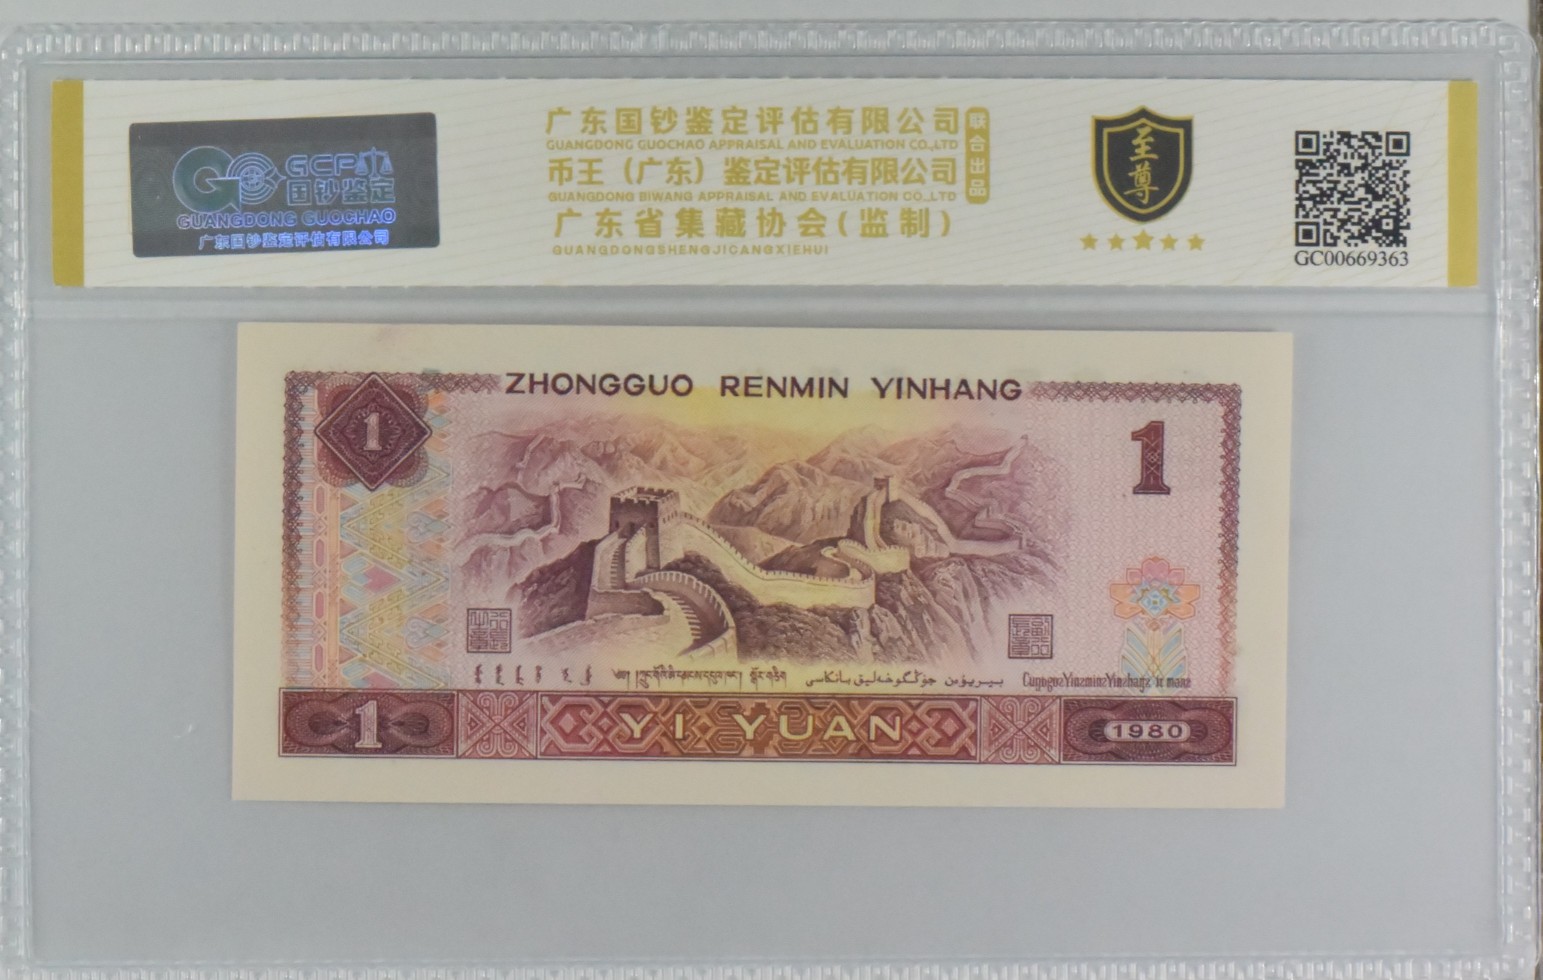 GCP
国钞鉴定
GUANGDONG GUOCHAO
广东国钞鉴定评估有限公司
广东国钞鉴定评估有限公司
GUANGDONG GUOCHAO APPRAISAL AND EVALUATION CO.,LTD
币王（广东）鉴定评估有限公司
GUANGDONG BIWANG APPRAISAL AND EVALUATION CO.,LTD
联合出品
广东省集藏协会(监制)
GUANGDONGSHENGJICANGXIEHUI
至尊
GC00669363
ZHONGGUO RENMIN YINHANG
1
1
1
YI YUAN
1980